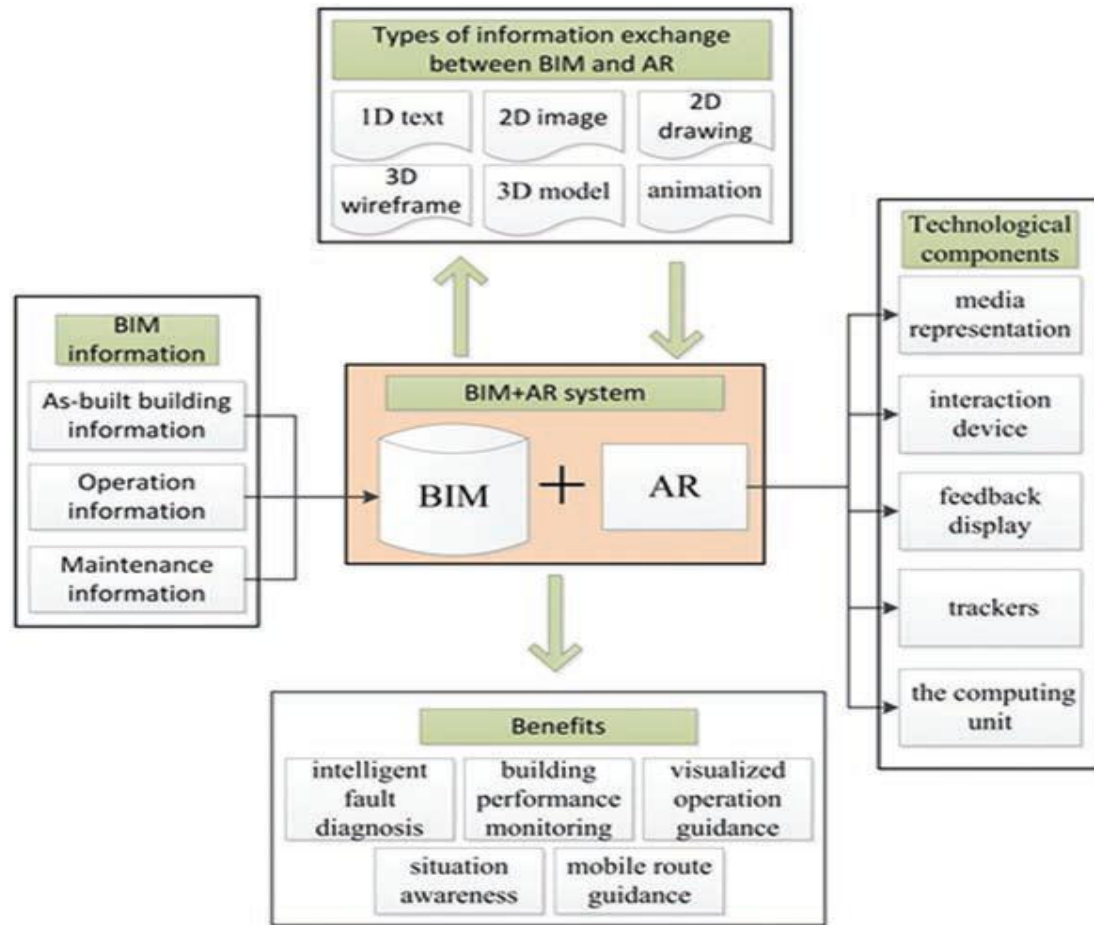 Types of information exchange
between BIM and AR
1D text
2D image
2D
drawing
3D
wireframe
3D model
animation
BIM
information
As-built building
information
Operation
information
Maintenance
information
BIM+AR system
BIM
+
AR
Technological
components
media
representation
interaction
device
feedback
display
trackers
the computing
unit
Benefits
intelligent
fault
diagnosis
building
performance
monitoring
visualized
operation
guidance
situation
awareness
mobile route
guidance